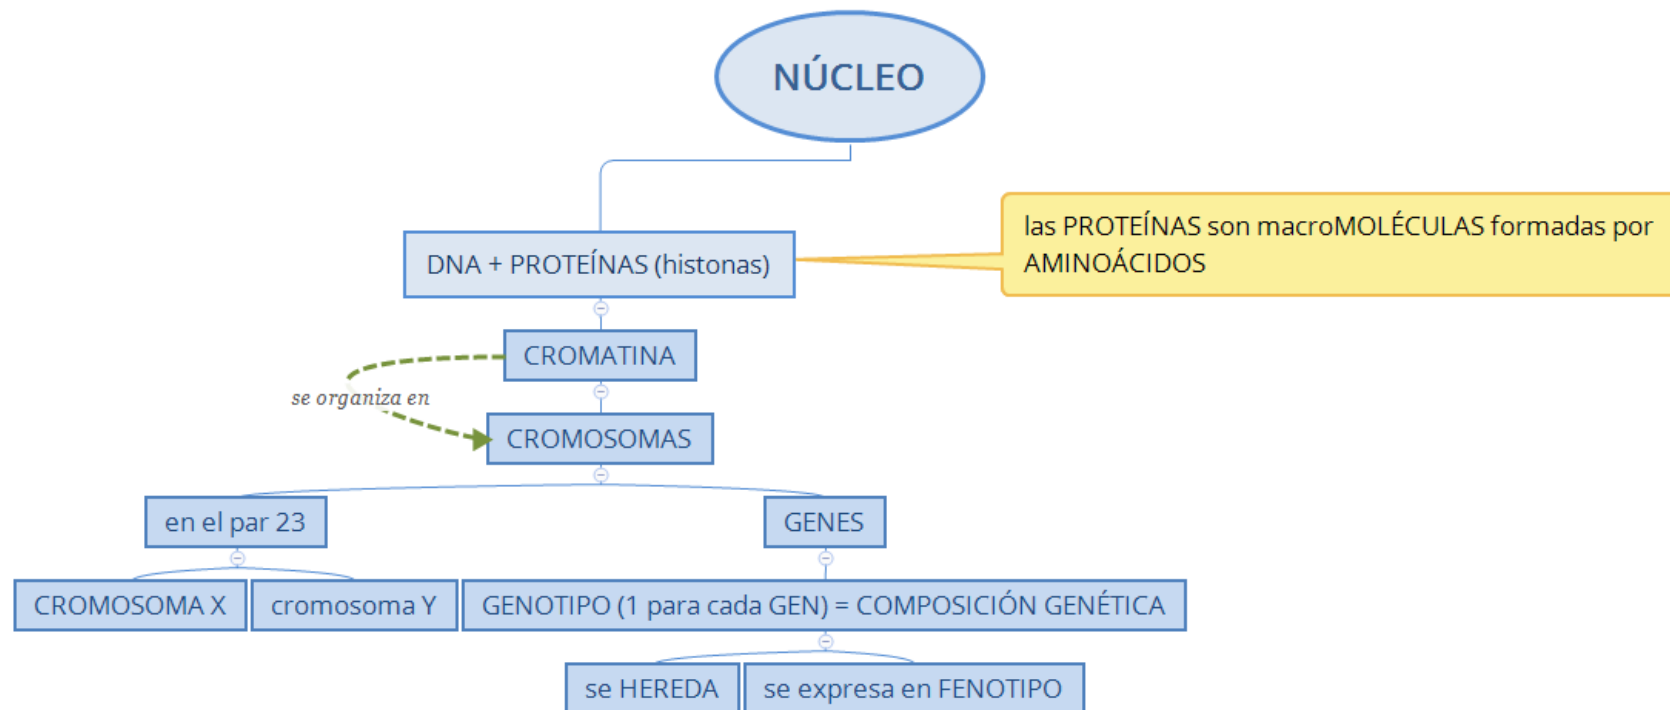 NÚCLEO
las PROTEÍNAS son macroMOLÉCULAS formadas por
AMINOÁCIDOS
DNA + PROTEÍNAS (histonas)
CROMATINA
se organiza en
CROMOSOMAS
en el par 23
GENES
CROMOSOMA X
cromosoma Y
GENOTIPO (1 para cada GEN) = COMPOSICIÓN GENÉTICA
se HEREDA
se expresa en FENOTIPO